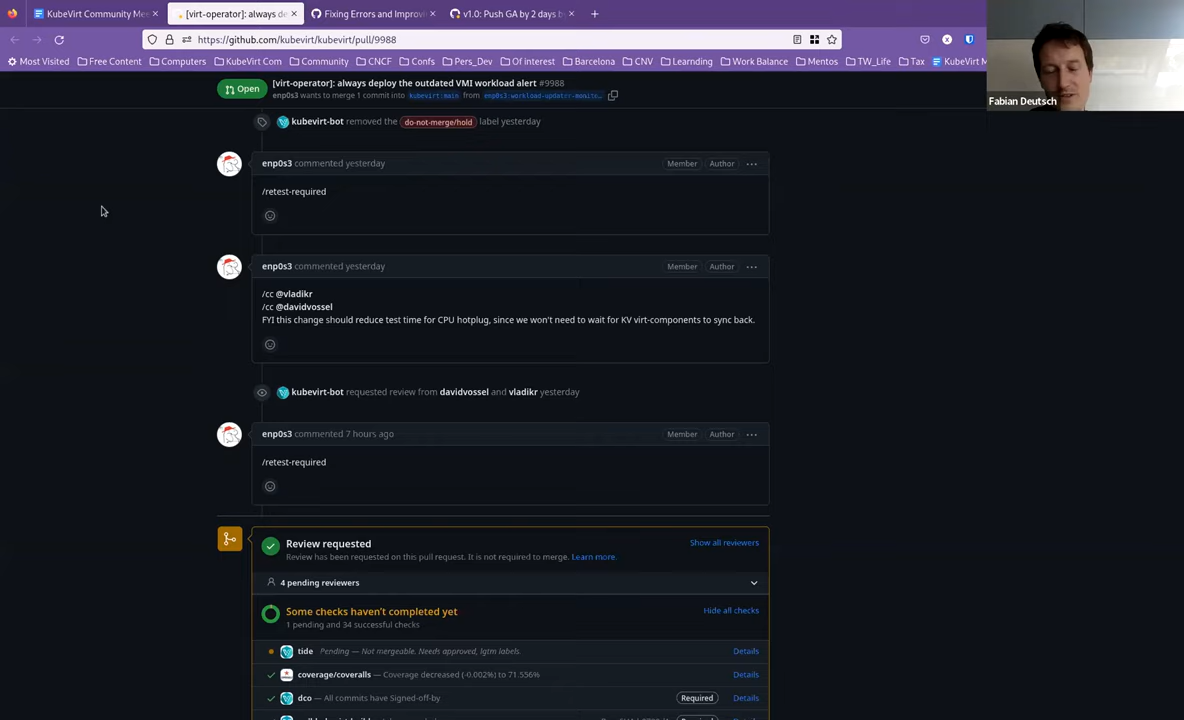 KubeVirt Community Mee
[virt-operator]: always de
Fixing Errors and Improvi
v1.0: Push GA by 2 days b
https://github.com/kubevirt/kubevirt/pull/9988
Most Visited
Free Content
Computers
KubeVirt Com
Community
CNCF
Confs
Pers_Dev
Of interest
Barcelona
CNV
Learnding
Work Balance
Mentos
TW_Life
Tax
KubeVirt M
Fabian Deutsch
Open
[virt-operator]: always deploy the outdated VMI workload alert #9988
enp0s3 wants to merge 1 commit into kubevirt:main from
kubevirt-bot removed the do-not-merge/hold label yesterday
enp0s3 commented yesterday
Member
Author
/retest-required
enp0s3 commented yesterday
Member
Author
/cc @vladikr
/cc @davidvossel
FYI this change should reduce test time for CPU hotplug, since we won't need to wait for KV virt-components to sync back.
kubevirt-bot requested review from davidvossel and vladikr yesterday
enp0s3 commented 7 hours ago
Member
Author
/retest-required
Review requested
Show all reviewers
Review has been requested on this pull request. It is not required to merge. Learn more.
4 pending reviewers
Some checks haven't completed yet
Hide all checks
1 pending and 34 successful checks
tide Pending — Not mergeable. Needs approved, lgtm labels.
Details
coverage/coveralls — Coverage decreased (-0.002%) to 71.556%
Details
dco — All commits have Signed-off-by
Required
Details